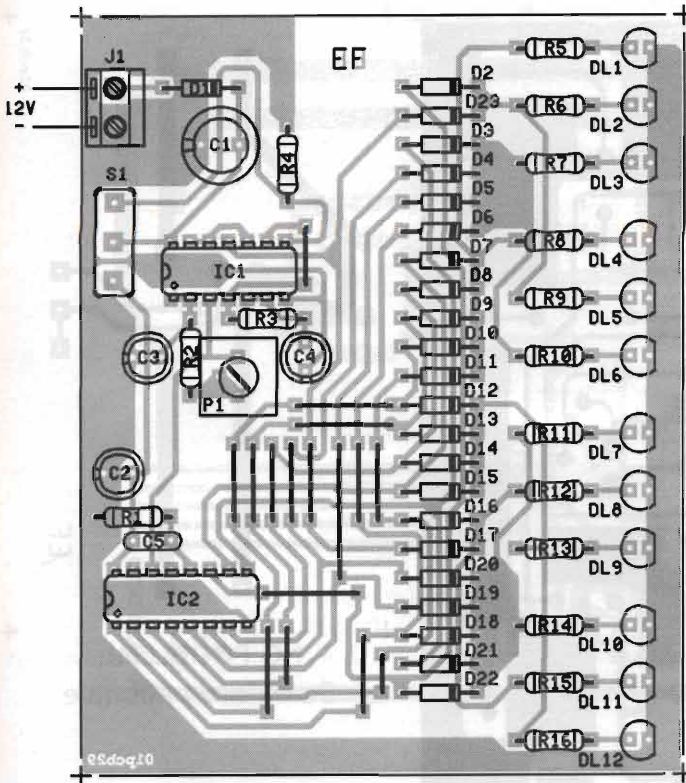 EF
J1
+
12V
-
D1
C1
S1
R4
IC1
R3
R2
C3
C4
P1
C2
R1
C5
IC2
D2
D23
D3
D4
D5
D6
D7
D8
D9
D10
D11
D12
D13
D14
D15
D16
D17
D20
D19
D18
D21
D22
R5
DL1
R6
DL2
R7
DL3
R8
DL4
R9
DL5
R10
DL6
R11
DL7
R12
DL8
R13
DL9
R14
DL10
R15
DL11
R16
DL12
01pcb29